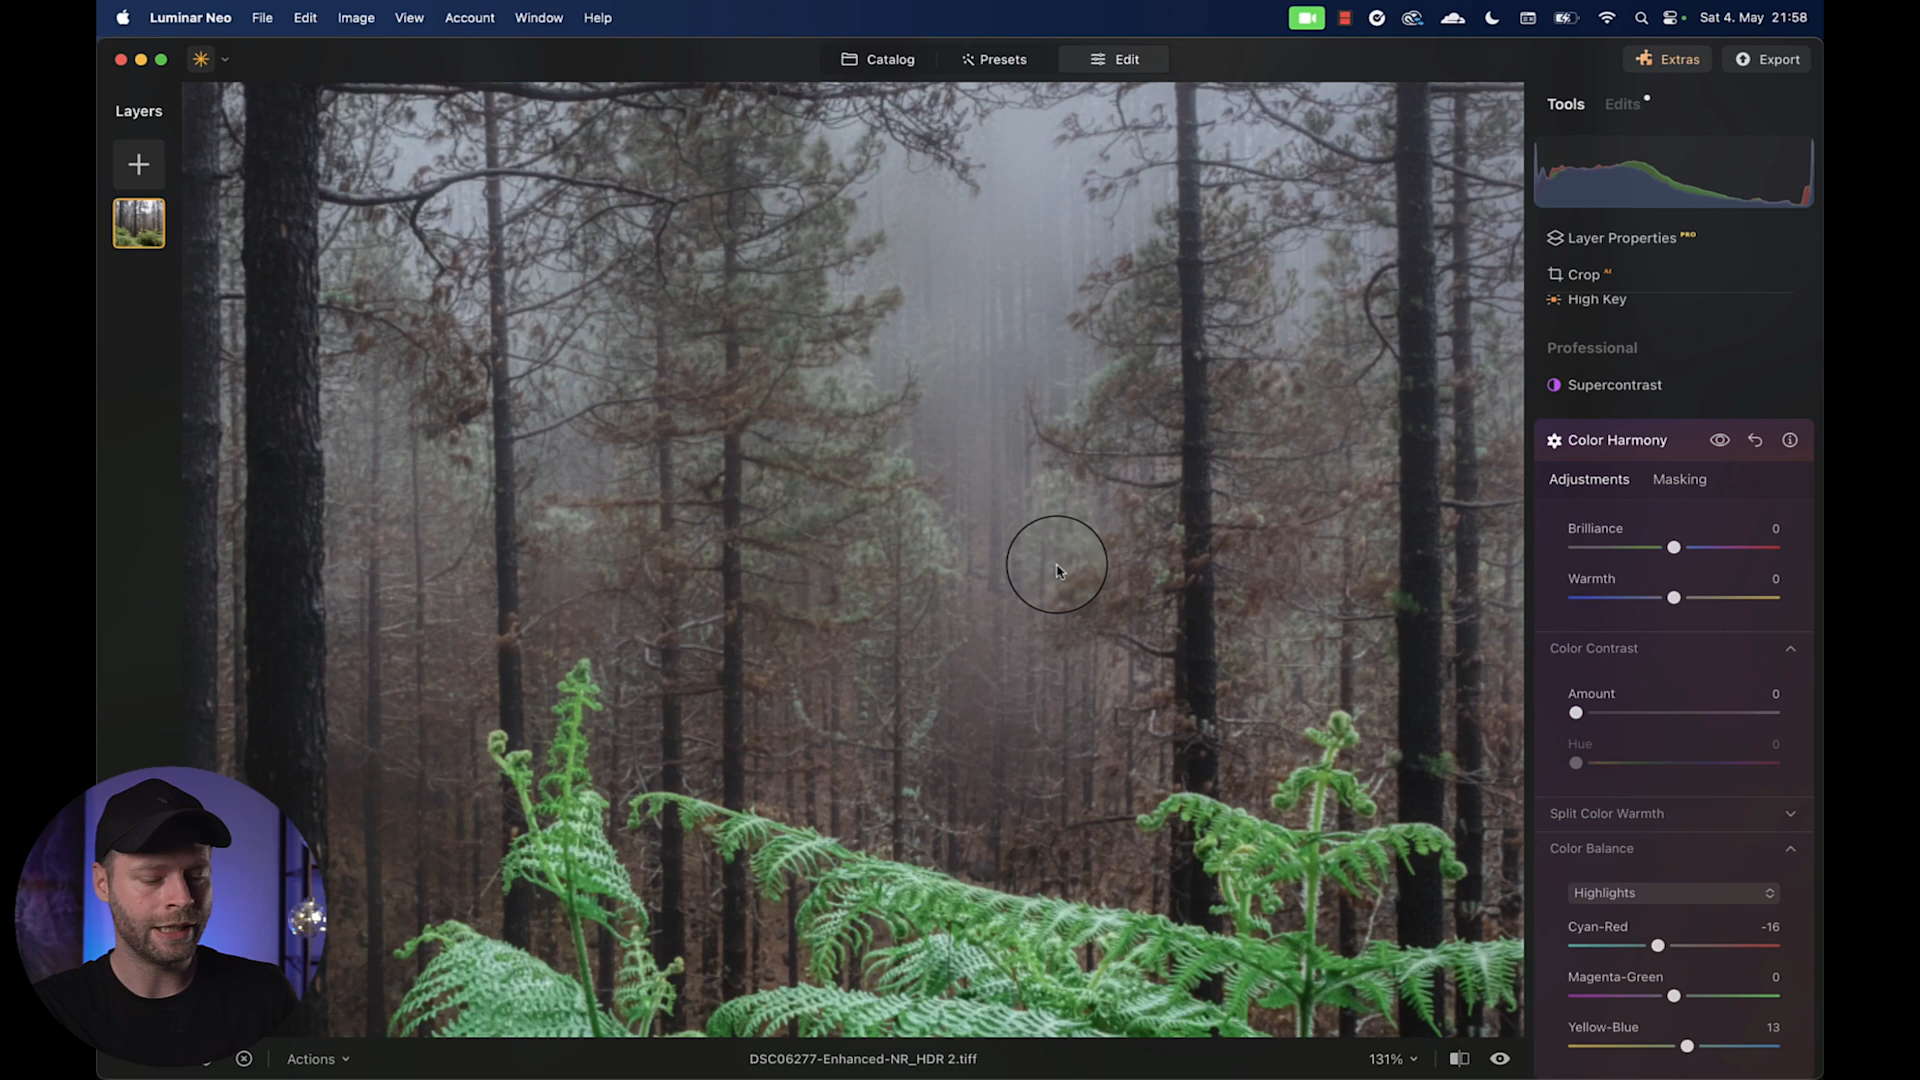 Luminar Neo File Edit Image View Account Window Help Sat 4. May 21:58
Catalog Presets Edit Extras Export
Layers
Tools Edits
Layer Properties PRO
Crop AI
High Key
Professional
Supercontrast
Color Harmony
Adjustments Masking
Brilliance 0
Warmth 0
Color Contrast
Amount 0
Hue 0
Split Color Warmth
Color Balance
Highlights
Cyan-Red -16
Magenta-Green 0
Yellow-Blue 13
Actions DSC06277-Enhanced-NR_HDR 2.tiff 131%